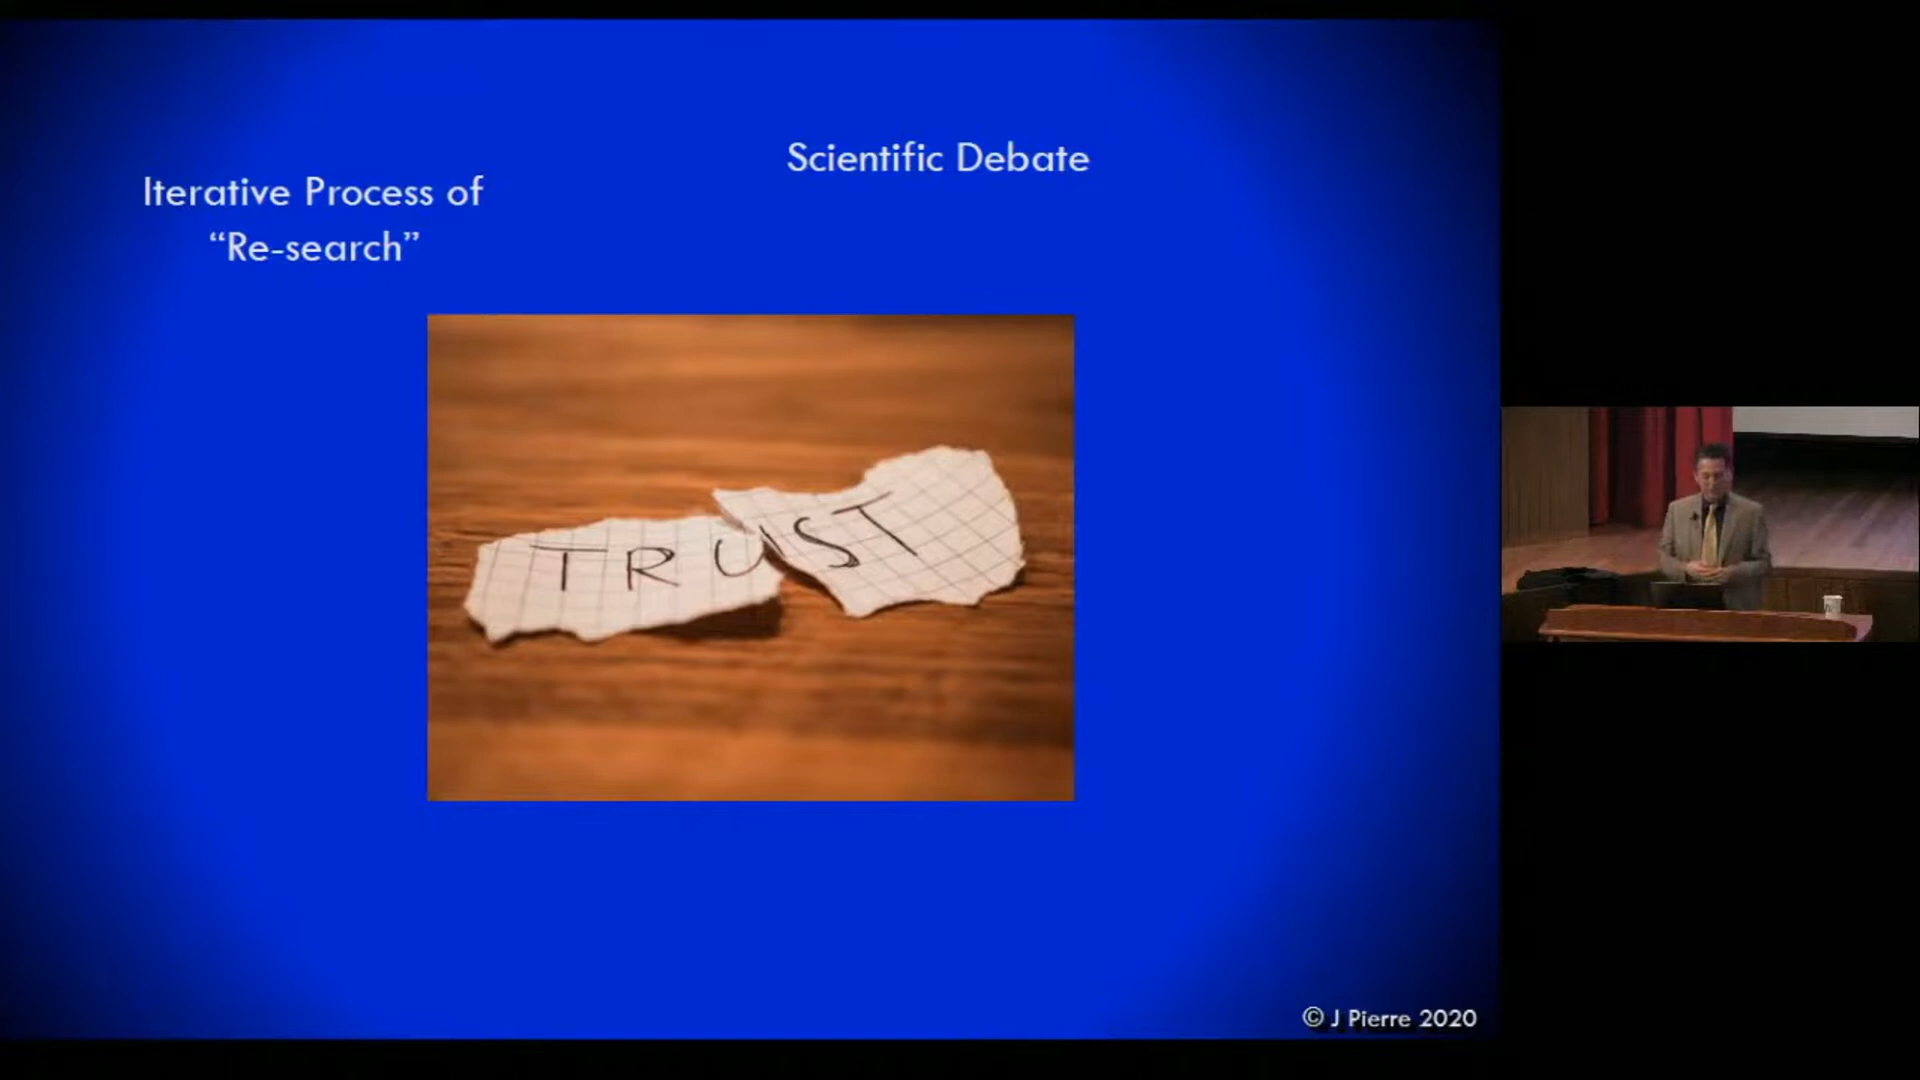 Scientific Debate
Iterative Process of
“Re-search”
TRUST
© J Pierre 2020